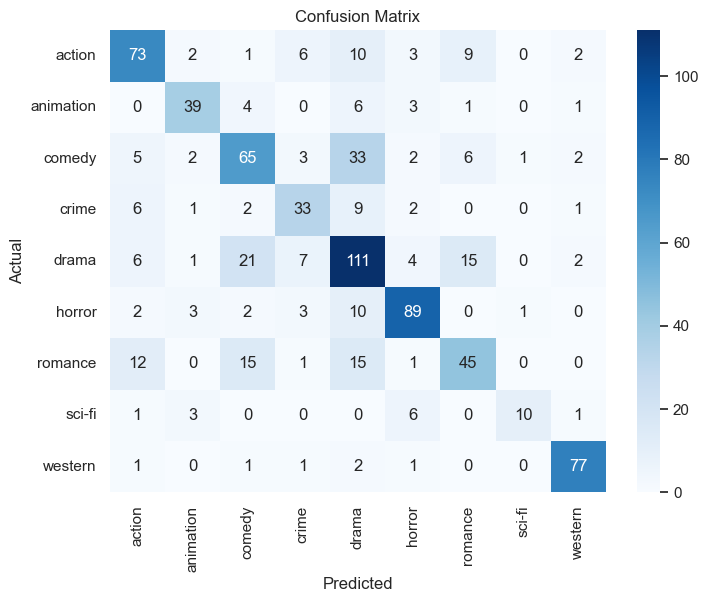 Confusion Matrix
action 73 2 1 6 10 3 9 0 2
animation 0 39 4 0 6 3 1 0 1
comedy 5 2 65 3 33 2 6 1 2
crime 6 1 2 33 9 2 0 0 1
drama 6 1 21 7 111 4 15 0 2
horror 2 3 2 3 10 89 0 1 0
romance 12 0 15 1 15 1 45 0 0
sci-fi 1 3 0 0 0 6 0 10 1
western 1 0 1 1 2 1 0 0 77
Actual
action animation comedy crime drama horror romance sci-fi western
Predicted
100
80
60
40
20
0